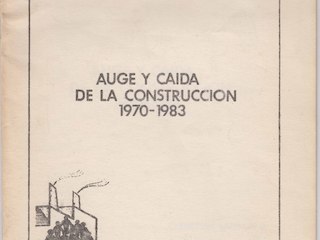 AUGE Y CAIDA
DE LA CONSTRUCCION
1970-1983